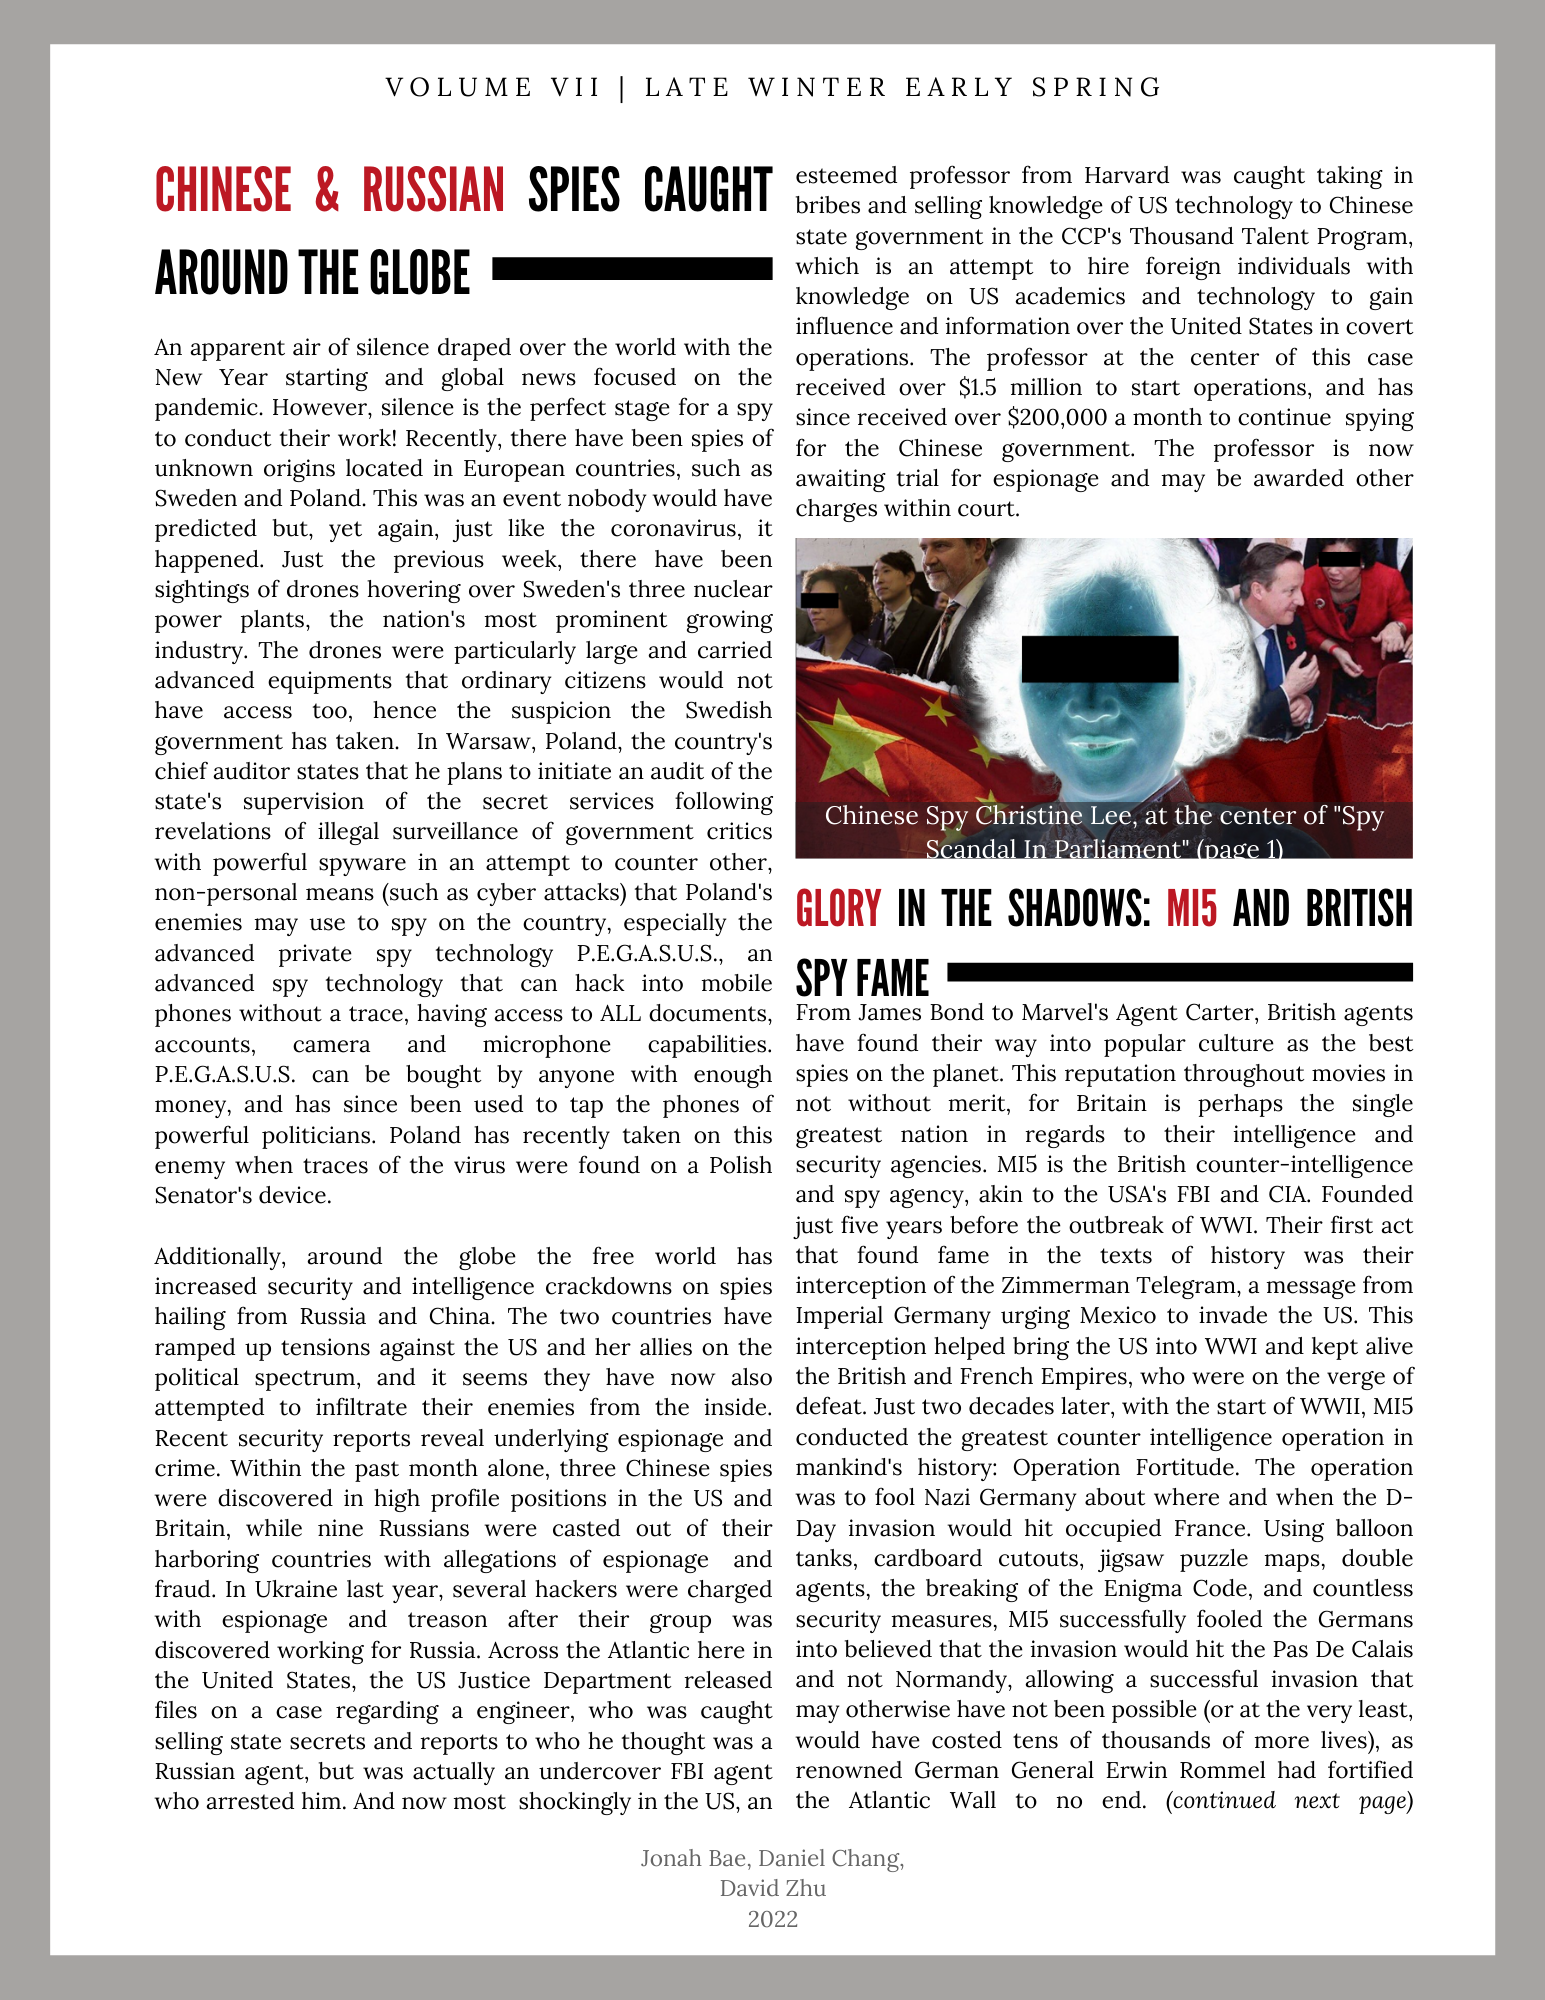 VOLUME VII | LATE WINTER EARLY SPRING
CHINESE & RUSSIAN SPIES CAUGHT
AROUND THE GLOBE
An apparent air of silence draped over the world with the
New Year starting and global news focused on the
pandemic. However, silence is the perfect stage for a spy
to conduct their work! Recently, there have been spies of
unknown origins located in European countries, such as
Sweden and Poland. This was an event nobody would have
predicted but, yet again, just like the coronavirus, it
happened. Just the previous week, there have been
sightings of drones hovering over Sweden's three nuclear
power plants, the nation's most prominent growing
industry. The drones were particularly large and carried
advanced equipments that ordinary citizens would not
have access too, hence the suspicion the Swedish
government has taken. In Warsaw, Poland, the country's
chief auditor states that he plans to initiate an audit of the
state's supervision of the secret services following
revelations of illegal surveillance of government critics
with powerful spyware in an attempt to counter other,
non-personal means (such as cyber attacks) that Poland's
enemies may use to spy on the country, especially the
advanced private spy technology P.E.G.A.S.U.S., an
advanced spy technology that can hack into mobile
phones without a trace, having access to ALL documents,
accounts, camera and microphone capabilities.
P.E.G.A.S.U.S. can be bought by anyone with enough
money, and has since been used to tap the phones of
powerful politicians. Poland has recently taken on this
enemy when traces of the virus were found on a Polish
Senator's device.
Additionally, around the globe the free world has
increased security and intelligence crackdowns on spies
hailing from Russia and China. The two countries have
ramped up tensions against the US and her allies on the
political spectrum, and it seems they have now also
attempted to infiltrate their enemies from the inside.
Recent security reports reveal underlying espionage and
crime. Within the past month alone, three Chinese spies
were discovered in high profile positions in the US and
Britain, while nine Russians were casted out of their
harboring countries with allegations of espionage and
fraud. In Ukraine last year, several hackers were charged
with espionage and treason after their group was
discovered working for Russia. Across the Atlantic here in
the United States, the US Justice Department released
files on a case regarding a engineer, who was caught
selling state secrets and reports to who he thought was a
Russian agent, but was actually an undercover FBI agent
who arrested him. And now most shockingly in the US, an
esteemed professor from Harvard was caught taking in
bribes and selling knowledge of US technology to Chinese
state government in the CCP's Thousand Talent Program,
which is an attempt to hire foreign individuals with
knowledge on US academics and technology to gain
influence and information over the United States in covert
operations. The professor at the center of this case
received over $1.5 million to start operations, and has
since received over $200,000 a month to continue spying
for the Chinese government. The professor is now
awaiting trial for espionage and may be awarded other
charges within court.
Chinese Spy Christine Lee, at the center of "Spy
Scandal In Parliament" (page 1)
GLORY IN THE SHADOWS: MI5 AND BRITISH
SPY FAME
From James Bond to Marvel's Agent Carter, British agents
have found their way into popular culture as the best
spies on the planet. This reputation throughout movies in
not without merit, for Britain is perhaps the single
greatest nation in regards to their intelligence and
security agencies. MI5 is the British counter-intelligence
and spy agency, akin to the USA's FBI and CIA. Founded
just five years before the outbreak of WWI. Their first act
that found fame in the texts of history was their
interception of the Zimmerman Telegram, a message from
Imperial Germany urging Mexico to invade the US. This
interception helped bring the US into WWI and kept alive
the British and French Empires, who were on the verge of
defeat. Just two decades later, with the start of WWII, MI5
conducted the greatest counter intelligence operation in
mankind's history: Operation Fortitude. The operation
was to fool Nazi Germany about where and when the D-
Day invasion would hit occupied France. Using balloon
tanks, cardboard cutouts, jigsaw puzzle maps, double
agents, the breaking of the Enigma Code, and countless
security measures, MI5 successfully fooled the Germans
into believed that the invasion would hit the Pas De Calais
and not Normandy, allowing a successful invasion that
may otherwise have not been possible (or at the very least,
would have costed tens of thousands of more lives), as
renowned German General Erwin Rommel had fortified
the Atlantic Wall to no end. (continued next page)
Jonah Bae, Daniel Chang,
David Zhu
2022